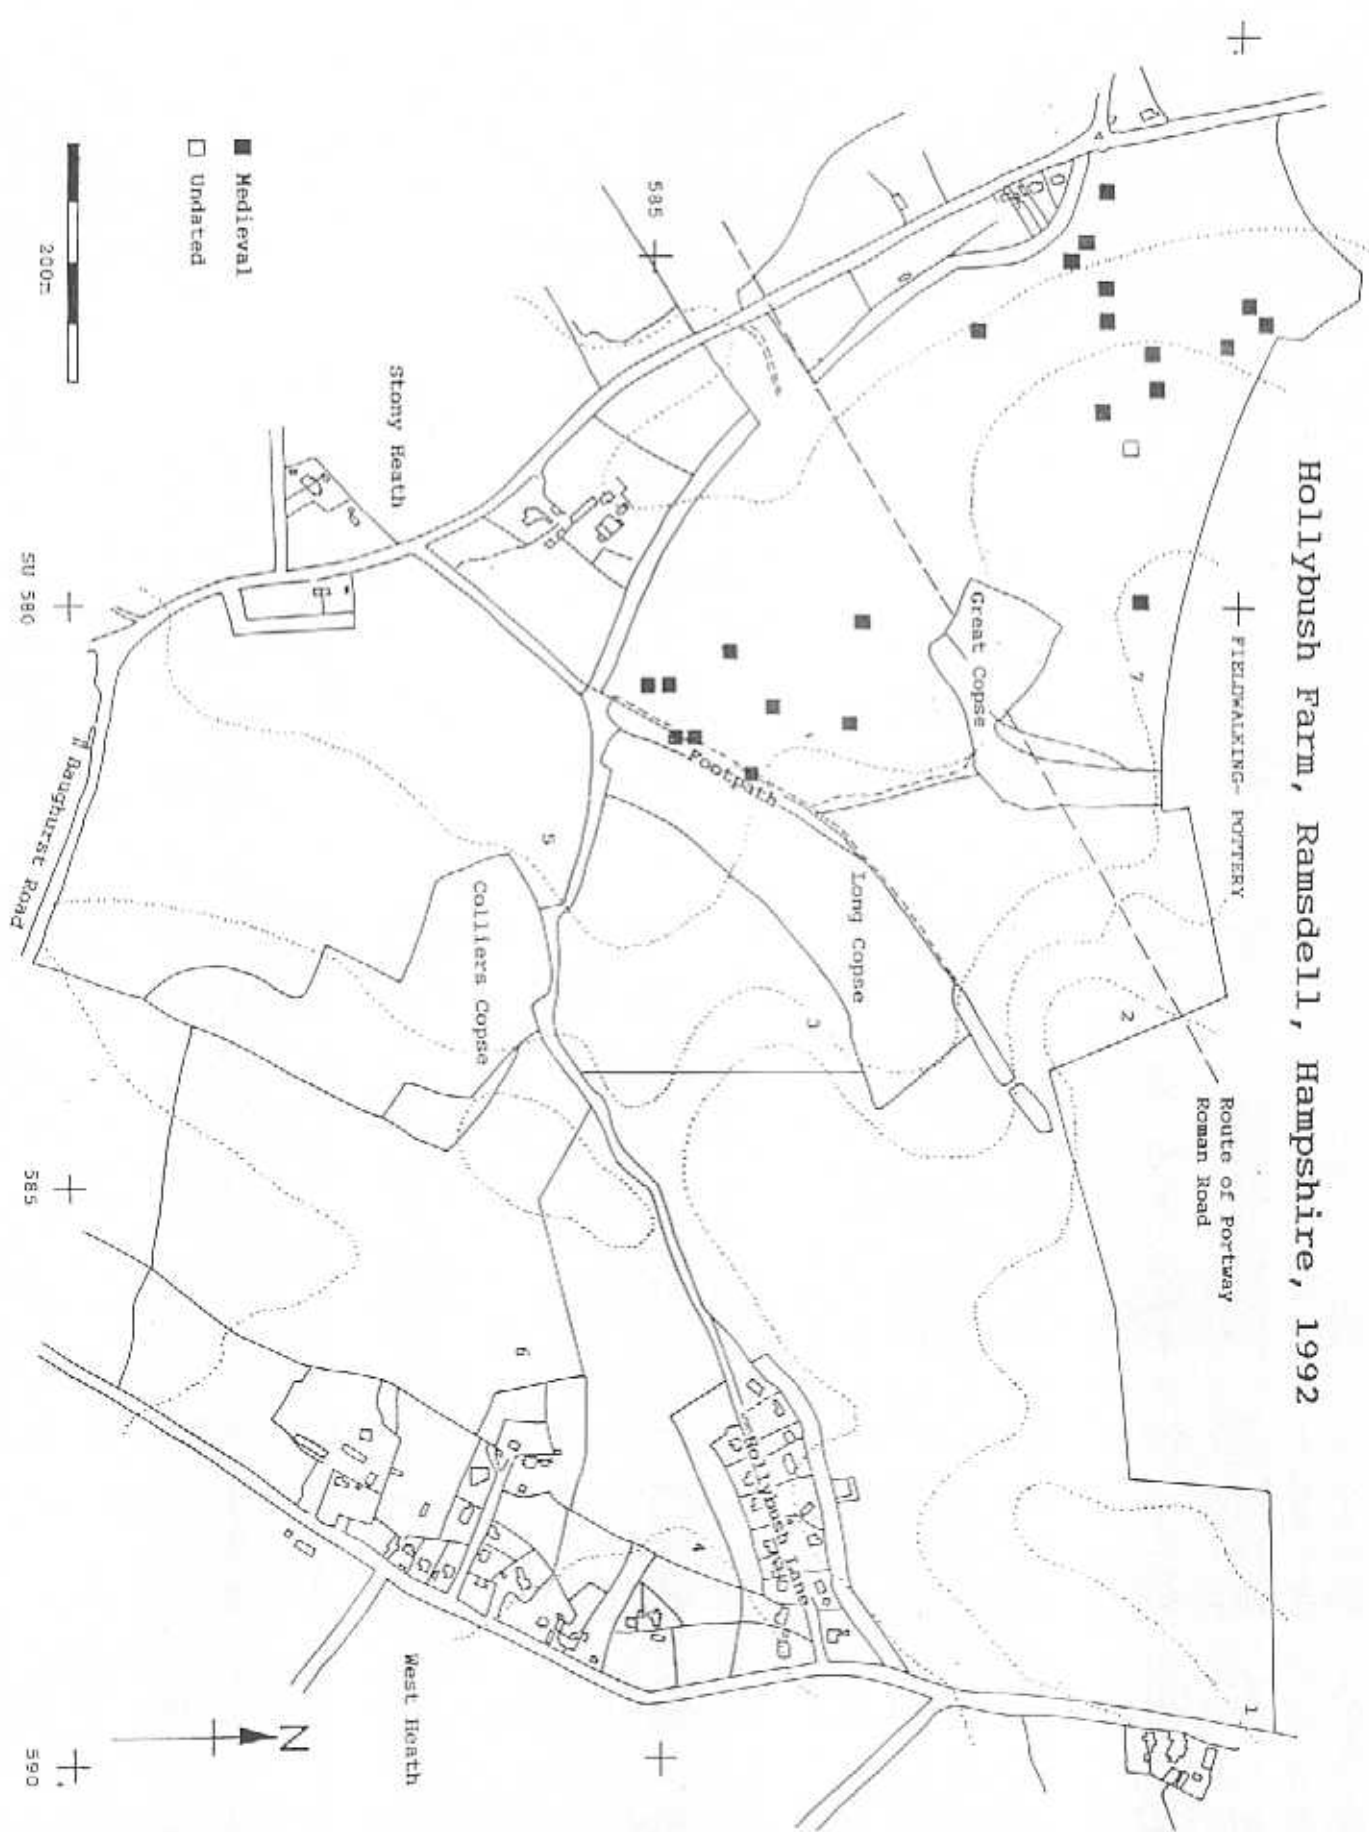 Hollybush Farm, Ramsdell, Hampshire, 1992
FIELDWALKING- POTTERY
Route of Portway
Roman Road
7
2
1
Great Copse
585
Footpath
Long Copse
3
Hollybush Lane
4
5
6
Stony Heath
Colliers Copse
West Heath
■ Medieval
□ Undated
200m
Baughurst Road
N
SU 580
585
590